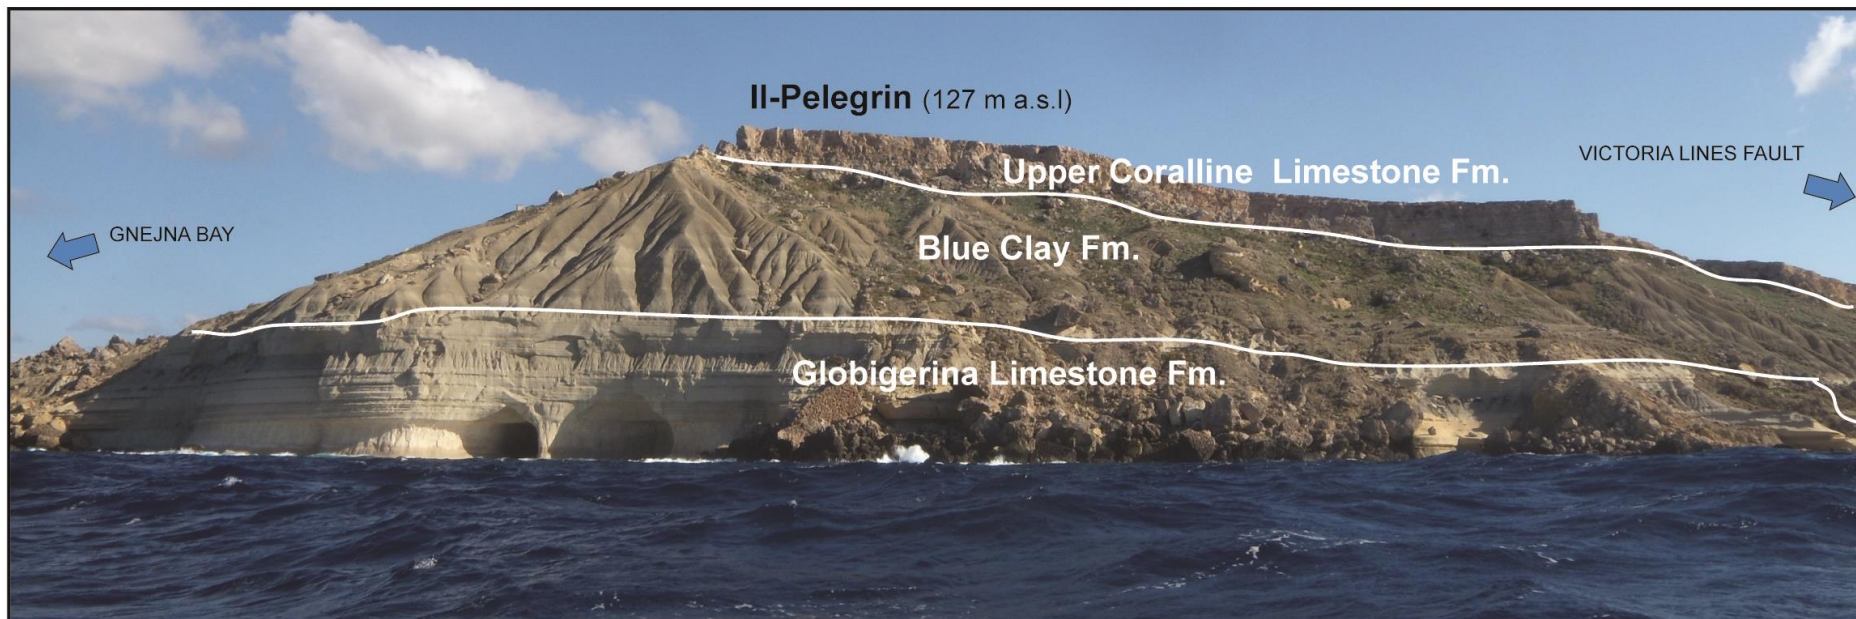 Il-Pelegrin (127 m a.s.l)
Upper Coralline Limestone Fm.
VICTORIA LINES FAULT
GNEJNA BAY
Blue Clay Fm.
Globigerina Limestone Fm.